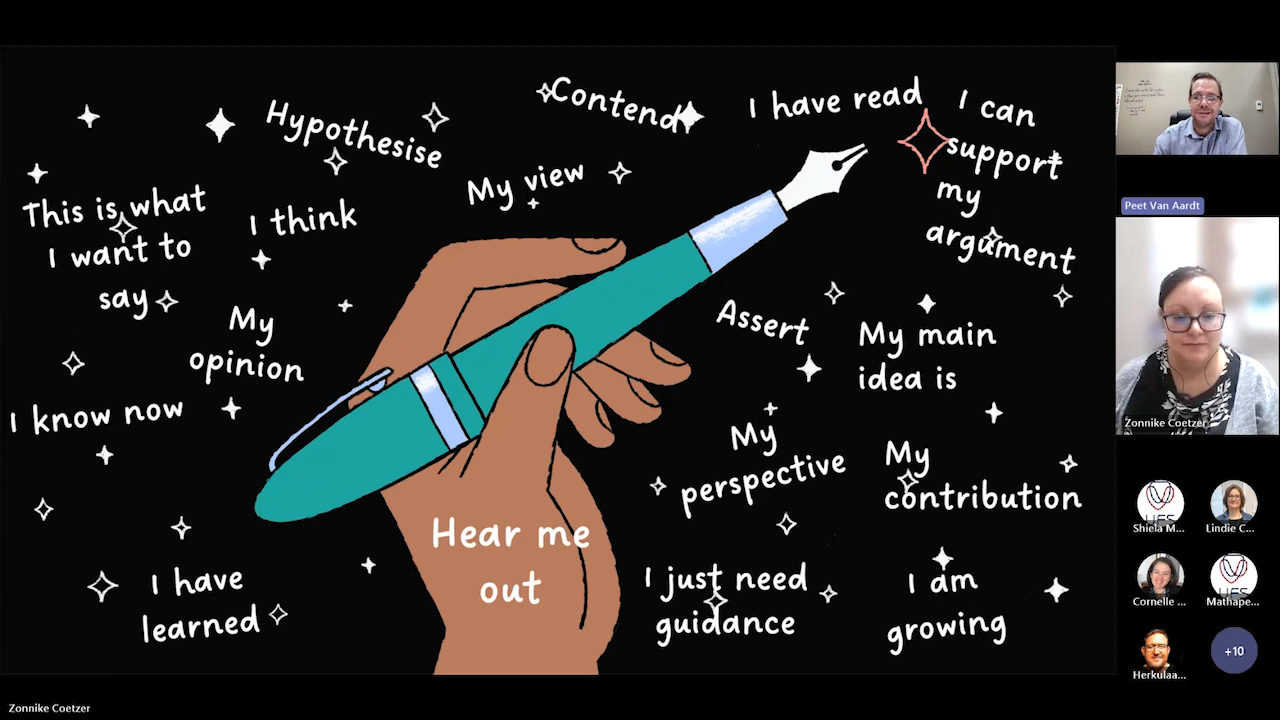 Contend
I have read
I can
support
my
argument
Hypothesise
My view
This is what
I want to
say
I think
My
opinion
Assert
My main
idea is
I know now
My
perspective
My
contribution
Hear me
out
I have
learned
I just need
guidance
I am
growing
Peet Van Aardt
Zonnike Coetzer
Shiela M...
Lindie C...
Cornelle ...
Mathape...
Herkulaa...
+10
Zonnike Coetzer